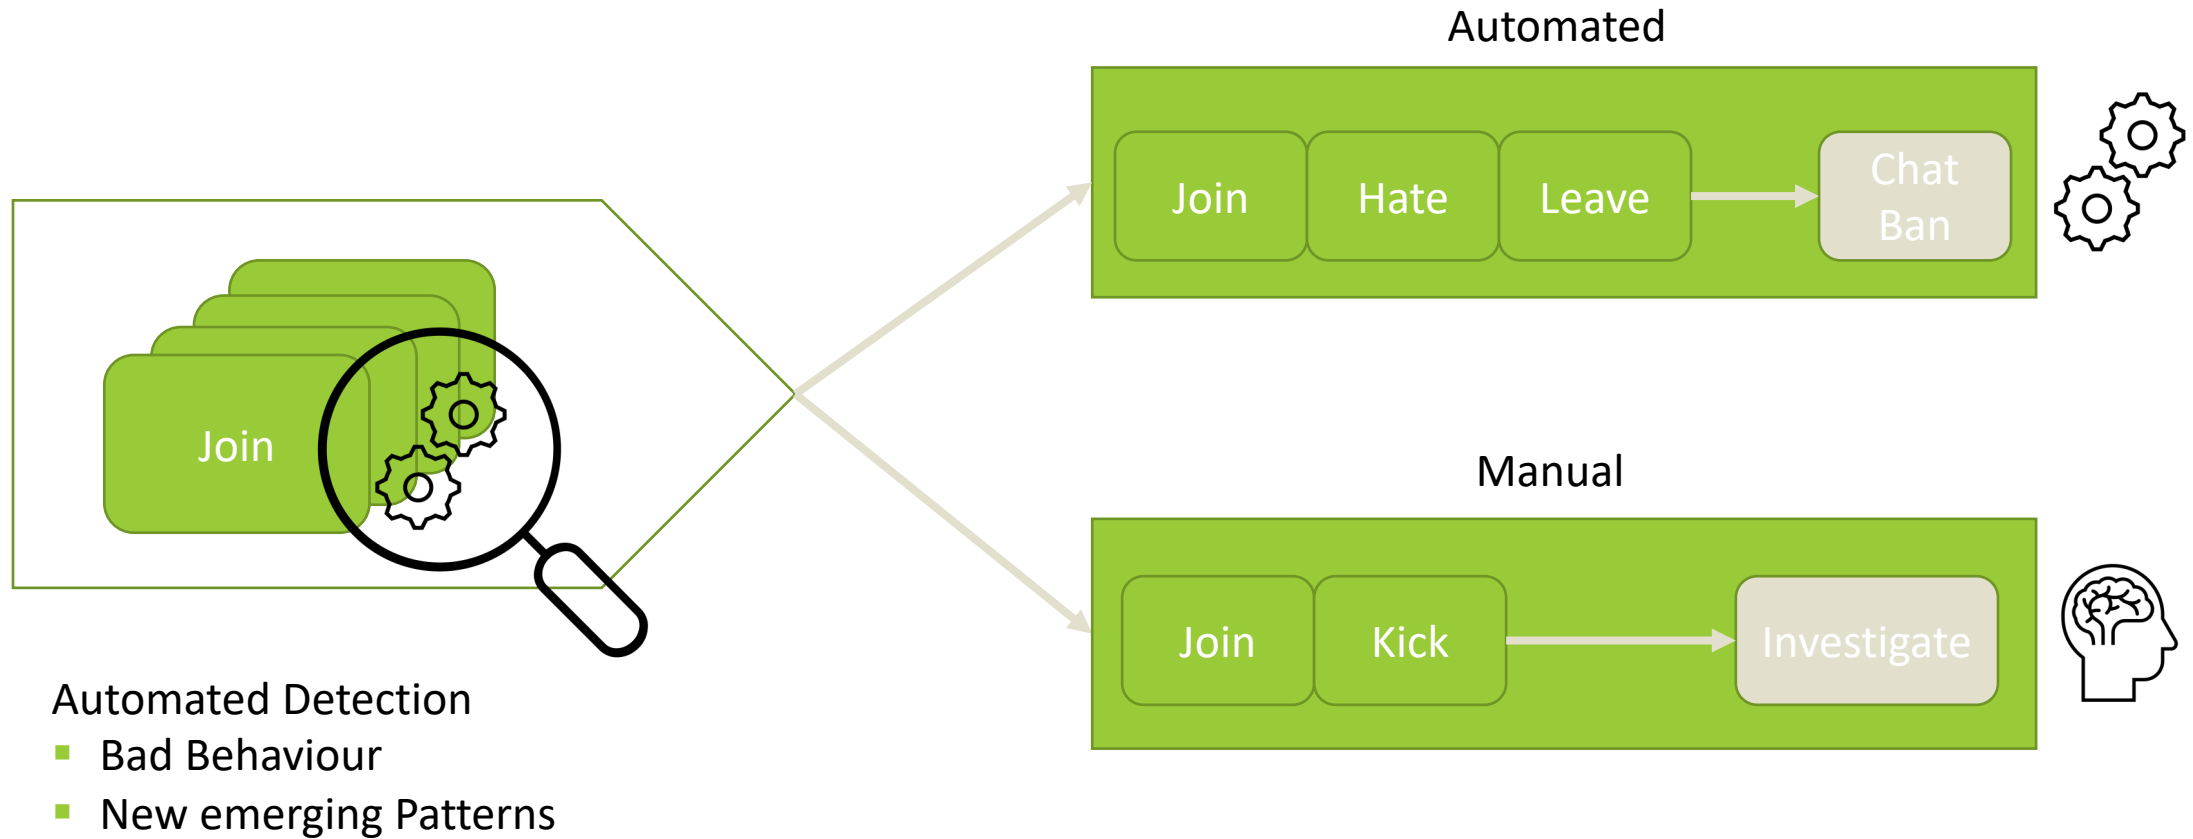 Automated
Join
Hate
Leave
Chat
Ban
Join
Manual
Join
Kick
Investigate
Automated Detection
Bad Behaviour
New emerging Patterns